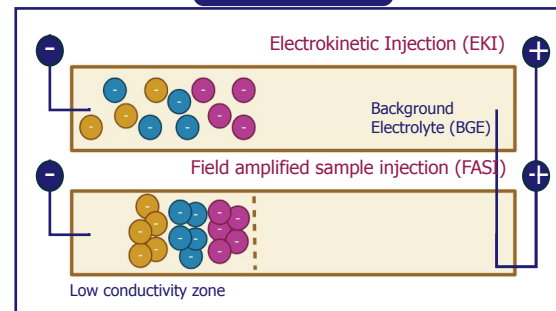 Electrokinetic Injection (EKI)
- +
- - - - -
- - - - - - -
Background
Electrolyte (BGE)
Field amplified sample injection (FASI)
- +
- - - - - - - - - - - - - -
Low conductivity zone